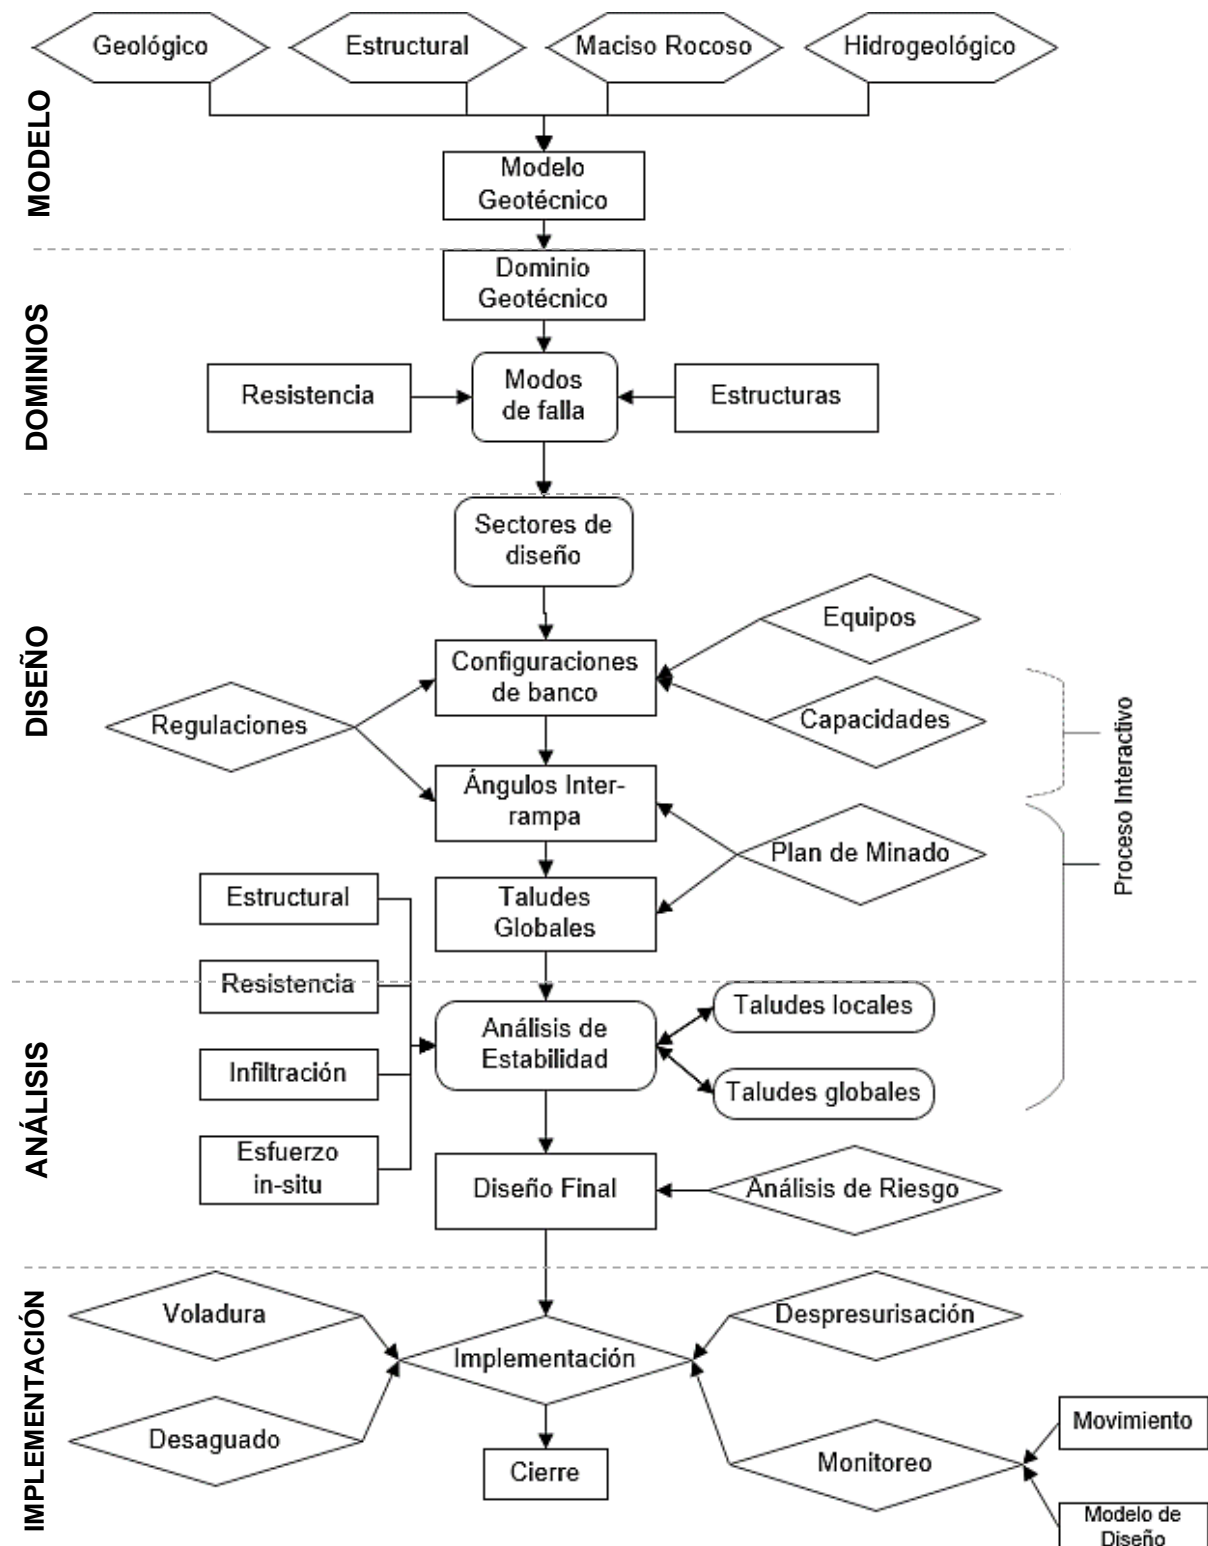 Geológico
Estructural
Maciso Rocoso
Hidrogeológico
MODELO
Modelo
Geotécnico
DOMINIOS
Dominio
Geotécnico
Resistencia
Modos
de falla
Estructuras
DISEÑO
Sectores de
diseño
Equipos
Configuraciones
de banco
Regulaciones
Capacidades
Proceso Interactivo
Ángulos Inter-
rampa
Plan de Minado
Estructural
Taludes
Globales
ANÁLISIS
Resistencia
Taludes locales
Análisis de
Estabilidad
Infiltración
Taludes globales
Esfuerzo
in-situ
Diseño Final
Análisis de Riesgo
IMPLEMENTACIÓN
Voladura
Despresurisación
Implementación
Desaguado
Cierre
Monitoreo
Movimiento
Modelo de
Diseño